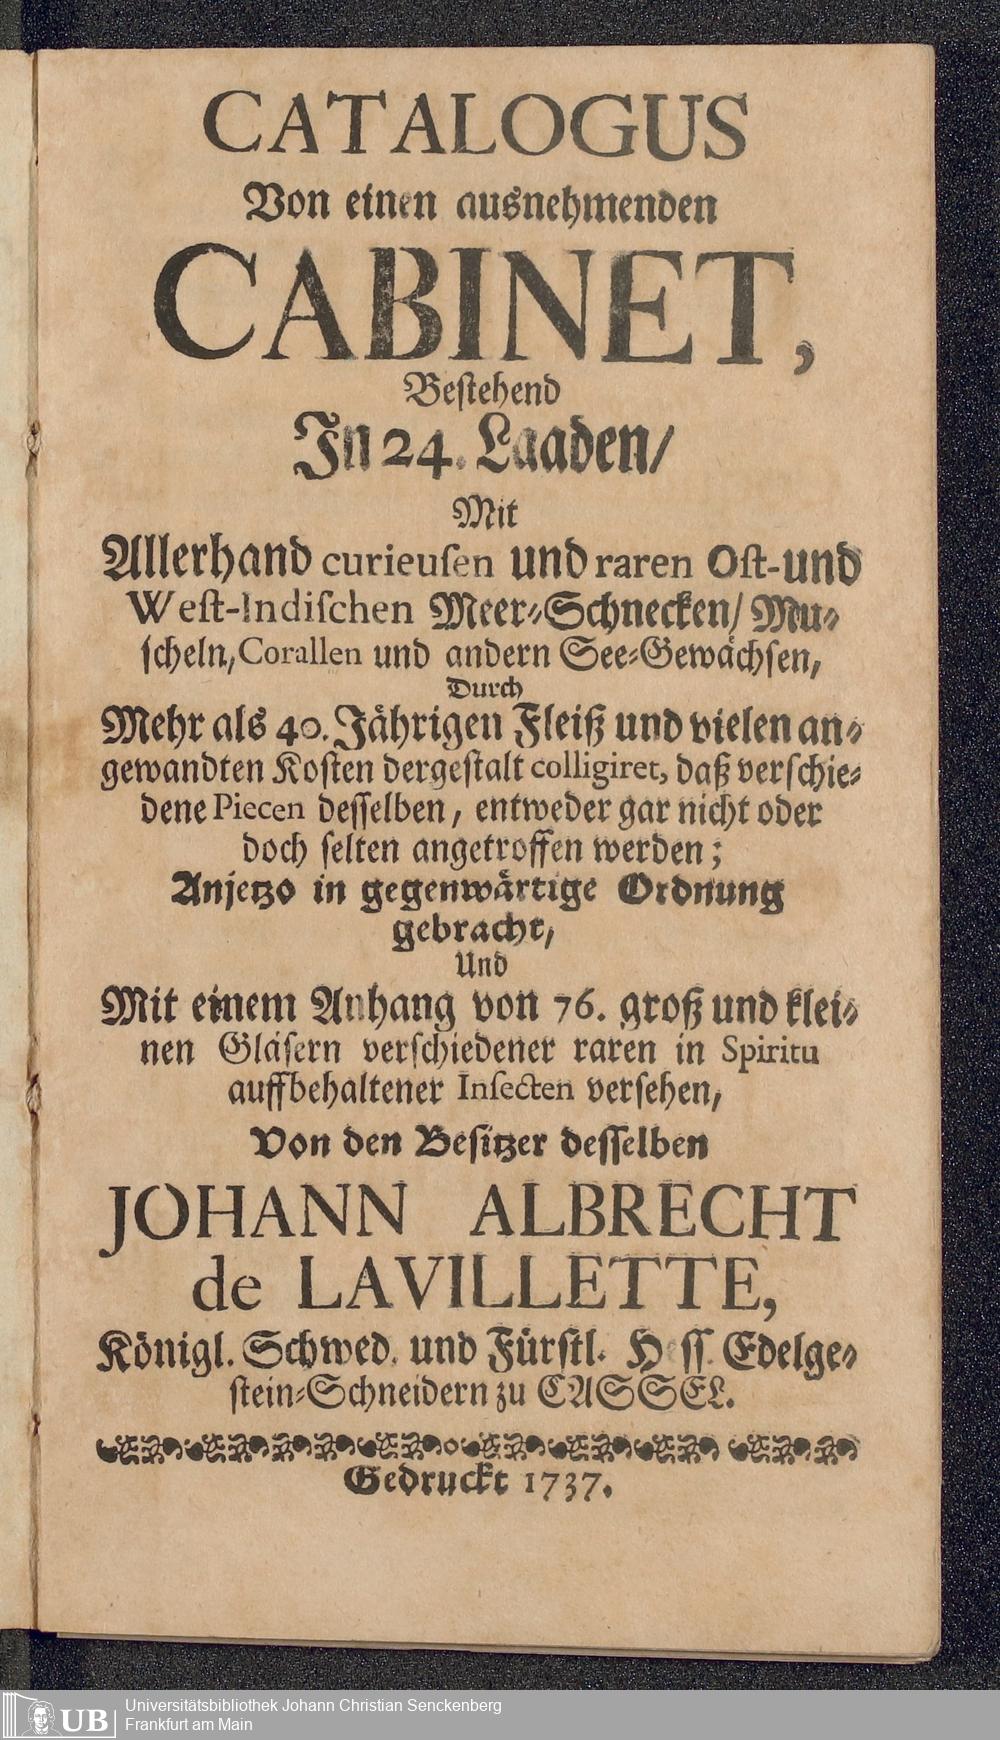 CATALOGUS
Von einen ausnehmenden
CABINET,
Bestehend
In 24. Laaden/
Mit
Allerhand curieusen und raren Ost-und
West-Indischen Meer-Schnecken/ Mu-
scheln, Corallen und andern See-Gewächsen,
Durch
Mehr als 40. Jährigen Fleiß und vielen an-
gewandten Kosten dergestalt colligiret, daß verschie-
dene Piecen desselben, entweder gar nicht oder
doch selten angetroffen werden;
Anjetzo in gegenwärtige Ordnung
gebracht,
Und
Mit einem Anhang von 76. groß und klei-
nen Gläsern verschiedener raren in Spiritu
auffbehaltener Insecten versehen,
Von den Besitzer desselben
JOHANN ALBRECHT
de LAVILLETTE,
Königl. Schwed. und Fürstl. Hess. Edelge-
stein-Schneidern zu CASSEL.
Gedruckt 1737.
UB
Universitätsbibliothek Johann Christian Senckenberg
Frankfurt am Main